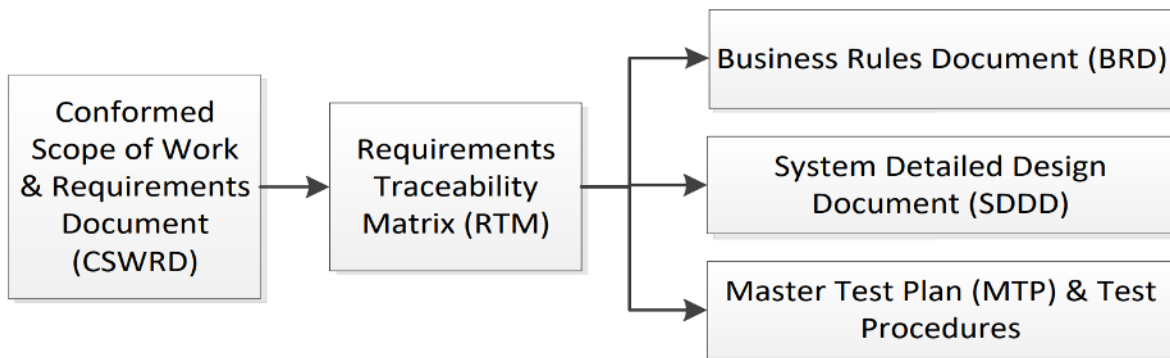 Conformed
Scope of Work
& Requirements
Document
(CSWRD)
Requirements
Traceability
Matrix (RTM)
Business Rules Document (BRD)
System Detailed Design
Document (SDDD)
Master Test Plan (MTP) & Test
Procedures